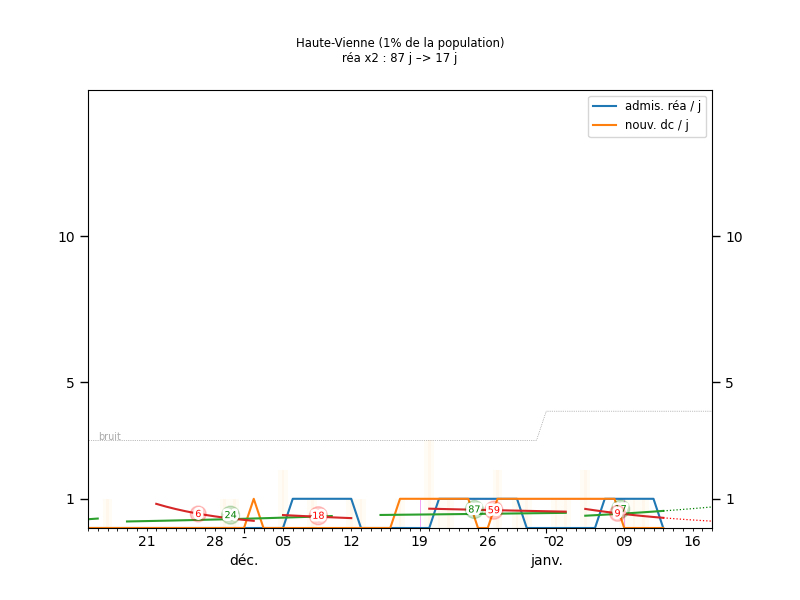 Haute-Vienne (1% de la population)
réa x2 : 87 j –> 17 j
admis. réa / j
nouv. dc / j
10 10
5 5
bruit
1 1
6 24 18 87 59 9
21 28 - 05 12 19 26 -02 09 16
déc. janv.